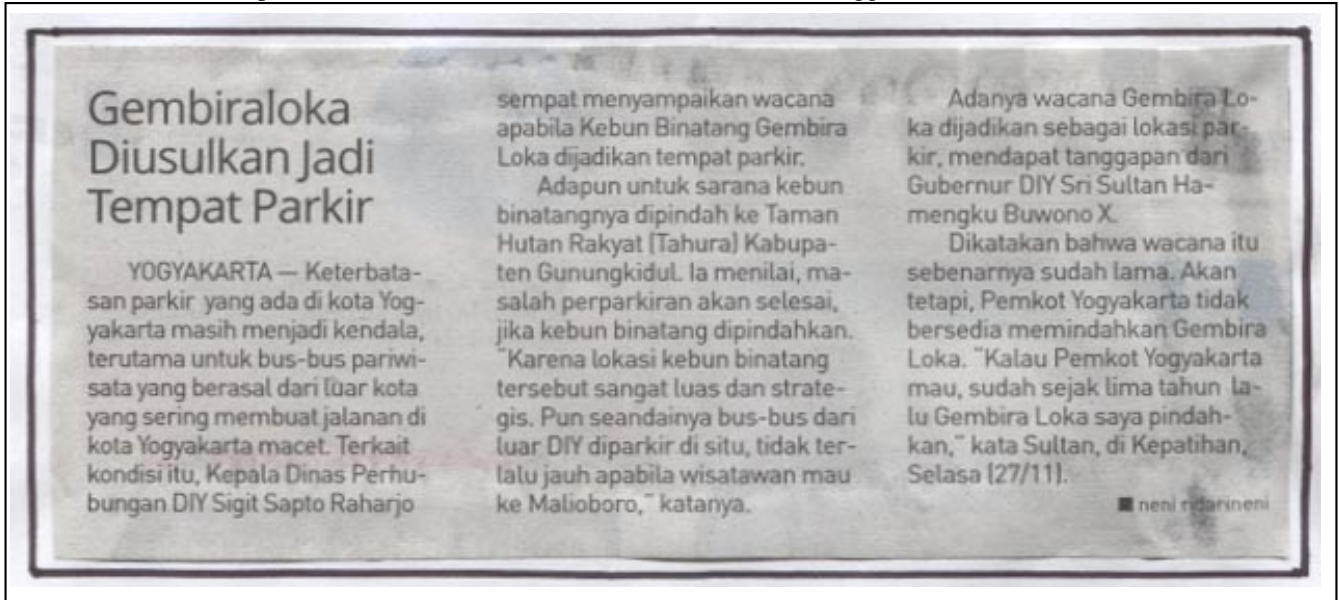 Gembiraloka
Diusulkan Jadi
Tempat Parkir
YOGYAKARTA — Keterbata-
san parkir yang ada di kota Yog-
yakarta masih menjadi kendala,
terutama untuk bus-bus pariwi-
sata yang berasal dari luar kota
yang sering membuat jalanan di
kota Yogyakarta macet. Terkait
kondisi itu, Kepala Dinas Perhu-
bungan DIY Sigit Sapto Raharjo
sempat menyampaikan wacana
apabila Kebun Binatang Gembira
Loka dijadikan tempat parkir.
Adapun untuk sarana kebun
binatangnya dipindah ke Taman
Hutan Rakyat (Tahura) Kabupa-
ten Gunungkidul. Ia menilai, ma-
salah perparkiran akan selesai,
jika kebun binatang dipindahkan.
"Karena lokasi kebun binatang
tersebut sangat luas dan strate-
gis. Pun seandainya bus-bus dari
luar DIY diparkir di situ, tidak ter-
lalu jauh apabila wisatawan mau
ke Malioboro," katanya.
Adanya wacana Gembira Lo-
ka dijadikan sebagai lokasi par-
kir, mendapat tanggapan dari
Gubernur DIY Sri Sultan Ha-
mengku Buwono X.
Dikatakan bahwa wacana itu
sebenarnya sudah lama. Akan
tetapi, Pemkot Yogyakarta tidak
bersedia memindahkan Gembira
Loka. "Kalau Pemkot Yogyakarta
mau, sudah sejak lima tahun la-
lu Gembira Loka saya pindah-
kan," kata Sultan, di Kepatihan,
Selasa (27/11).
■ neni ridarineni